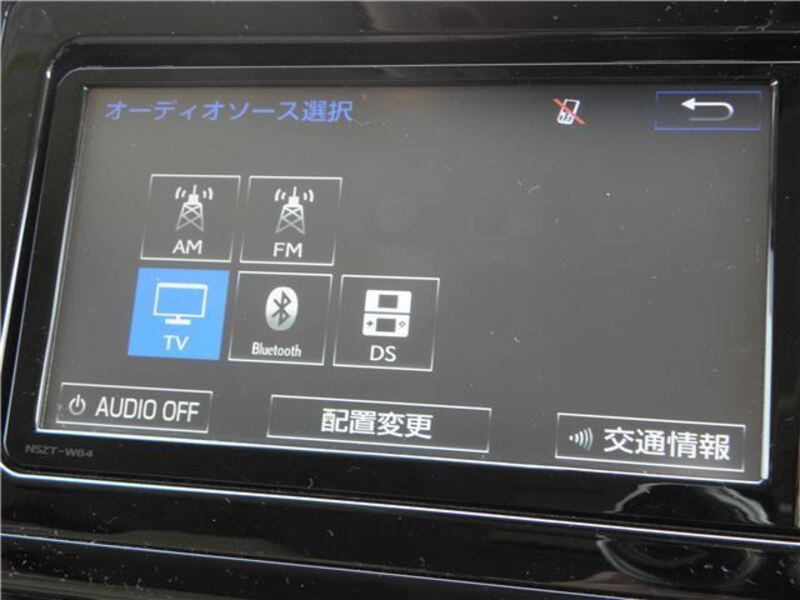 オーディオソース選択
AM
FM
TV
Bluetooth
DS
AUDIO OFF
配置変更
交通情報
NSZT-W64